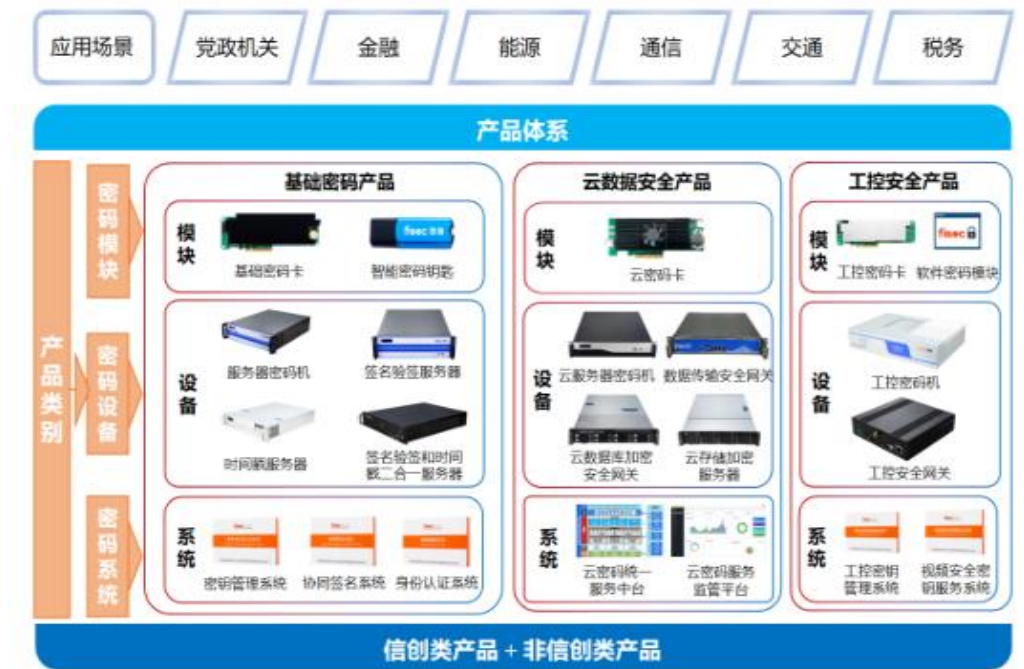 应用场景
党政机关
金融
能源
通信
交通
税务
产品体系
产品类别
密码模块
密码设备
密码系统
基础密码产品
模块
基础密码卡
智能密码钥匙
设备
服务器密码机
签名验签服务器
时间戳服务器
签名验签和时间
戳二合一服务器
系统
密钥管理系统
协同签名系统
身份认证系统
云数据安全产品
模块
云密码卡
设备
云服务器密码机
数据传输安全网关
云数据库加密
安全网关
云存储加密
服务器
系统
云密码统一
服务中台
云密码服务
监管平台
工控安全产品
模块
fisec
工控密码卡
软件密码模块
设备
工控密码机
工控安全网关
系统
工控密钥
管理系统
视频安全密
钥服务系统
信创类产品 + 非信创类产品